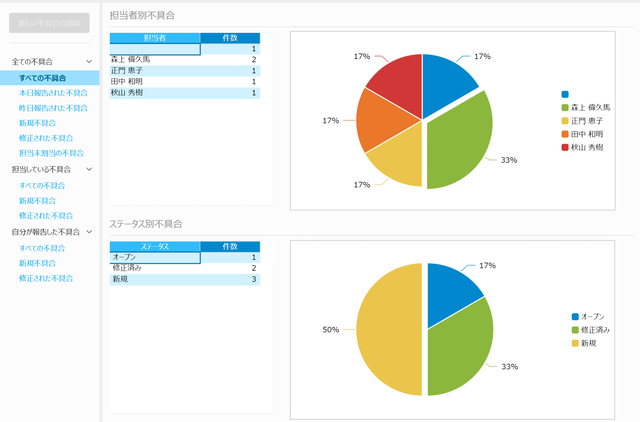 全ての不具合
すべての不具合
本日報告された不具合
昨日報告された不具合
新規不具合
修正された不具合
担当未割当の不具合
担当している不具合
すべての不具合
新規不具合
修正された不具合
自分が報告した不具合
すべての不具合
新規不具合
修正された不具合
担当者別不具合
担当者 件数
1
森上 偉久馬 2
正門 恵子 1
田中 和明 1
秋山 秀樹 1
17% 17%
17%
33%
17%
森上 偉久馬
正門 恵子
田中 和明
秋山 秀樹
ステータス別不具合
ステータス 件数
オープン 1
修正済み 2
新規 3
17%
50%
33%
オープン
修正済み
新規